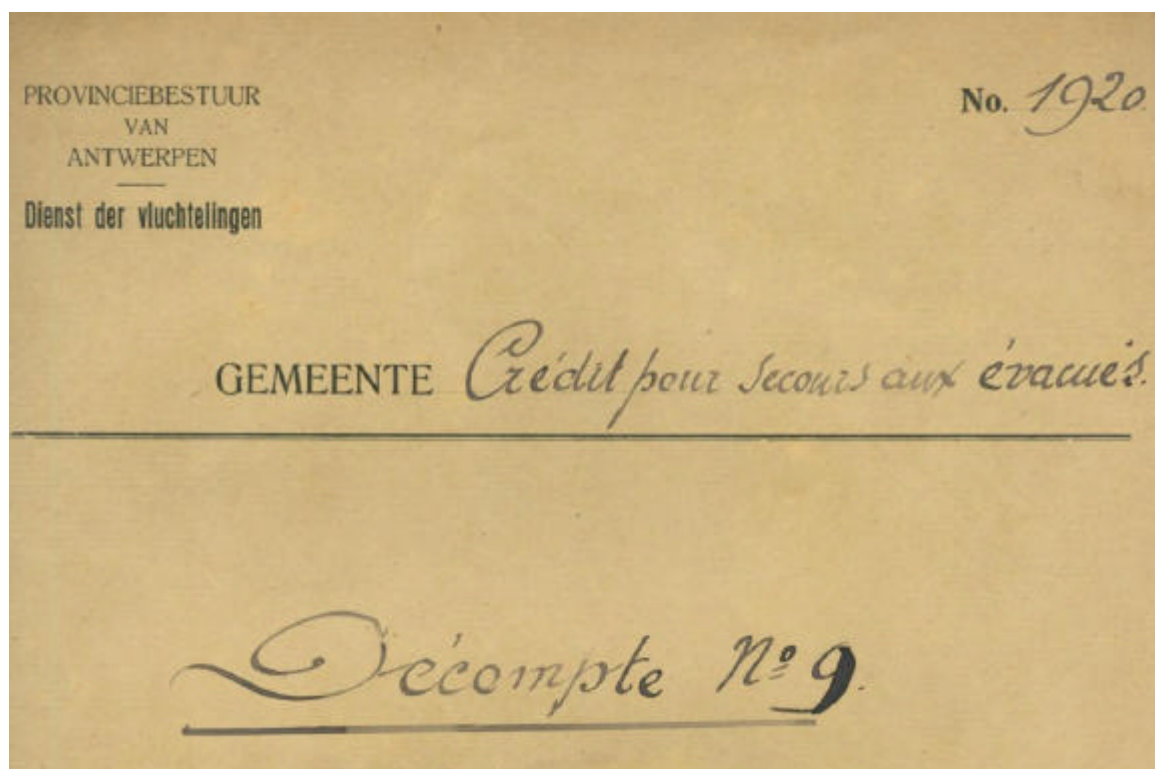 PROVINCIEBESTUUR
VAN
ANTWERPEN
Dienst der vluchtelingen
No. 1920
GEMEENTE Crédit pour secours aux évacués.
Décompte Nº 9.